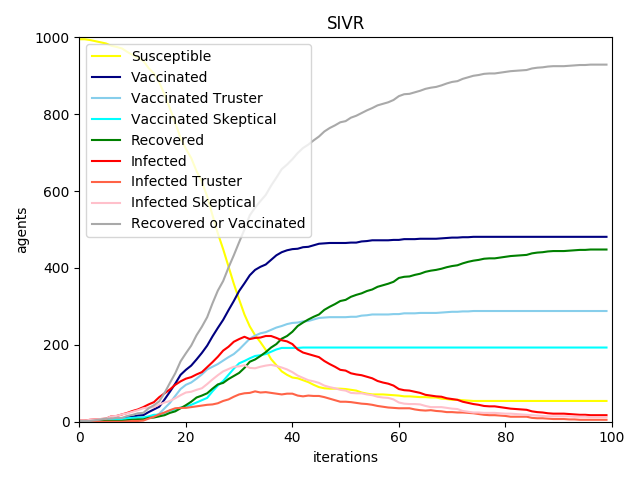 SIVR
1000
800
600
400
200
0
agents
Susceptible
Vaccinated
Vaccinated Truster
Vaccinated Skeptical
Recovered
Infected
Infected Truster
Infected Skeptical
Recovered or Vaccinated
0 20 40 60 80 100
iterations